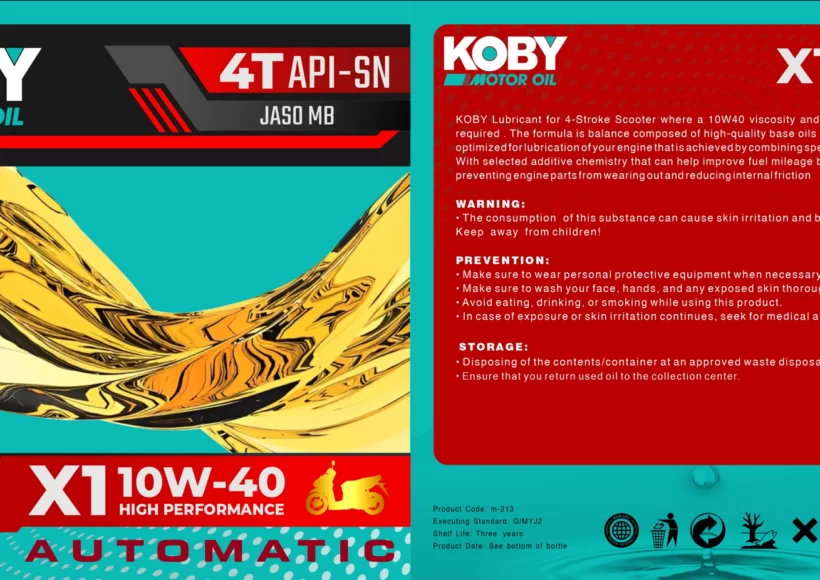 Y
OIL
4T API-SN
JASO MB
X1 10W-40
HIGH PERFORMANCE
AUTOMATIC
KOBY
MOTOR OIL
X1
KOBY Lubricant for 4-Stroke Scooter where a 10W40 viscosity and
required . The formula is balance composed of high-quality base oils
optimized for lubrication of your engine that is achieved by combining spe
With selected additive chemistry that can help improve fuel mileage b
preventing engine parts from wearing out and reducing internal friction
WARNING:
• The consumption of this substance can cause skin irritation and b
Keep away from children!
PREVENTION:
• Make sure to wear personal protective equipment when necessary
• Make sure to wash your face, hands, and any exposed skin thoroug
• Avoid eating, drinking, or smoking while using this product.
• In case of exposure or skin irritation continues, seek for medical a
STORAGE:
• Disposing of the contents/container at an approved waste disposa
• Ensure that you return used oil to the collection center.
Product Code: m-213
Executing Standard: Q/MYJ2
Shelf Life: Three years
Product Date: See bottom of bottle